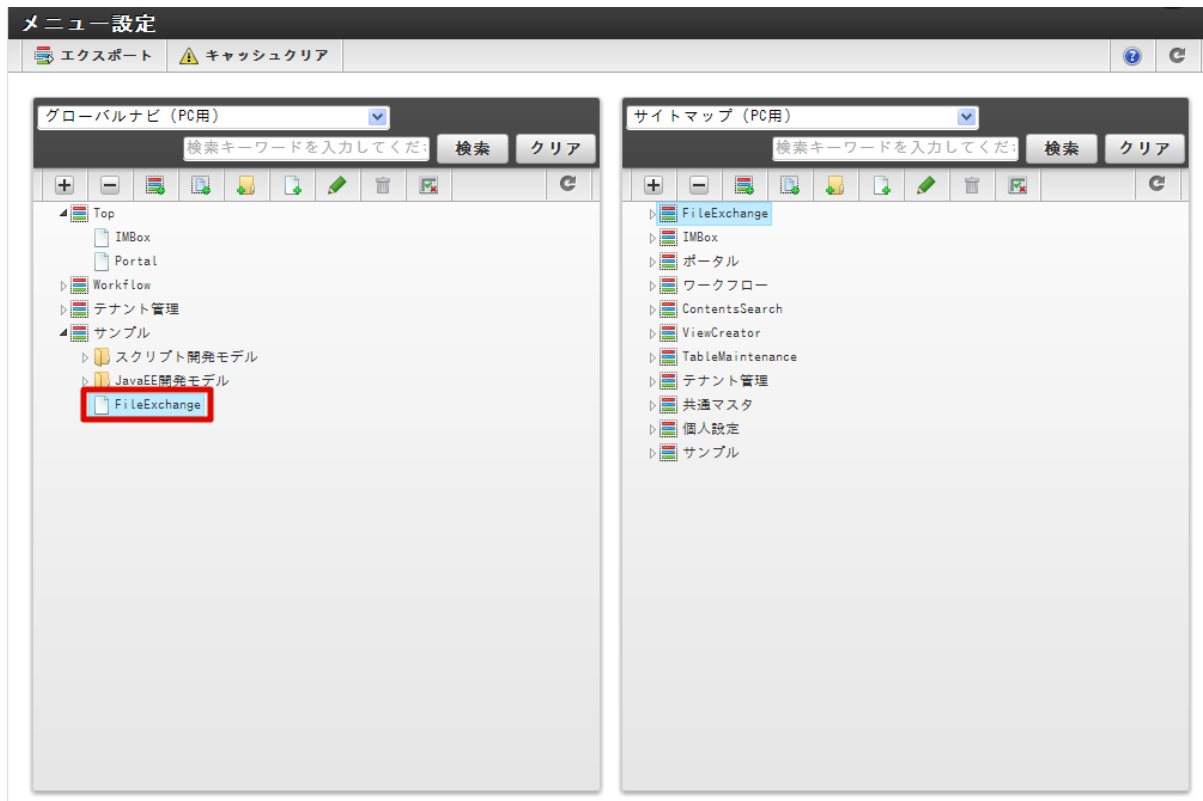 メニュー設定
エクスポート キャッシュクリア
グローバルナビ（PC用）
検索キーワードを入力してくだ
検索 クリア
Top
IMBox
Portal
Workflow
テナント管理
サンプル
スクリプト開発モデル
JavaEE開発モデル
FileExchange
サイトマップ（PC用）
検索キーワードを入力してくだ
検索 クリア
FileExchange
IMBox
ポータル
ワークフロー
ContentsSearch
ViewCreator
TableMaintenance
テナント管理
共通マスタ
個人設定
サンプル